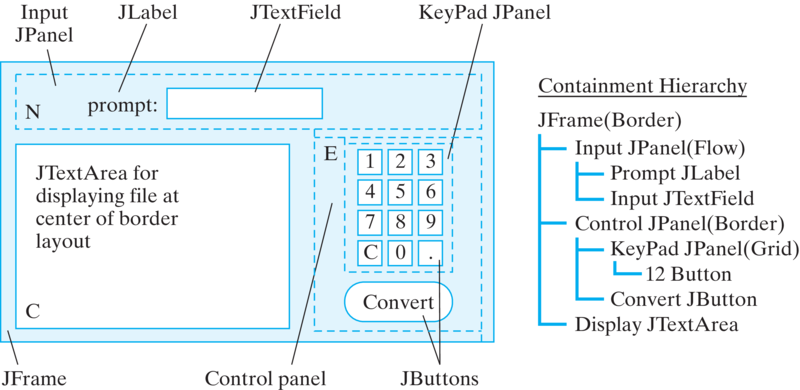 Input
JPanel
JLabel
JTextField
KeyPad JPanel
N
prompt:
E
1 2 3
4 5 6
7 8 9
C 0 .
Convert
JTextArea for
displaying file at
center of border
layout
C
JFrame
Control panel
JButtons
Containment Hierarchy
JFrame(Border)
Input JPanel(Flow)
Prompt JLabel
Input JTextField
Control JPanel(Border)
KeyPad JPanel(Grid)
12 Button
Convert JButton
Display JTextArea